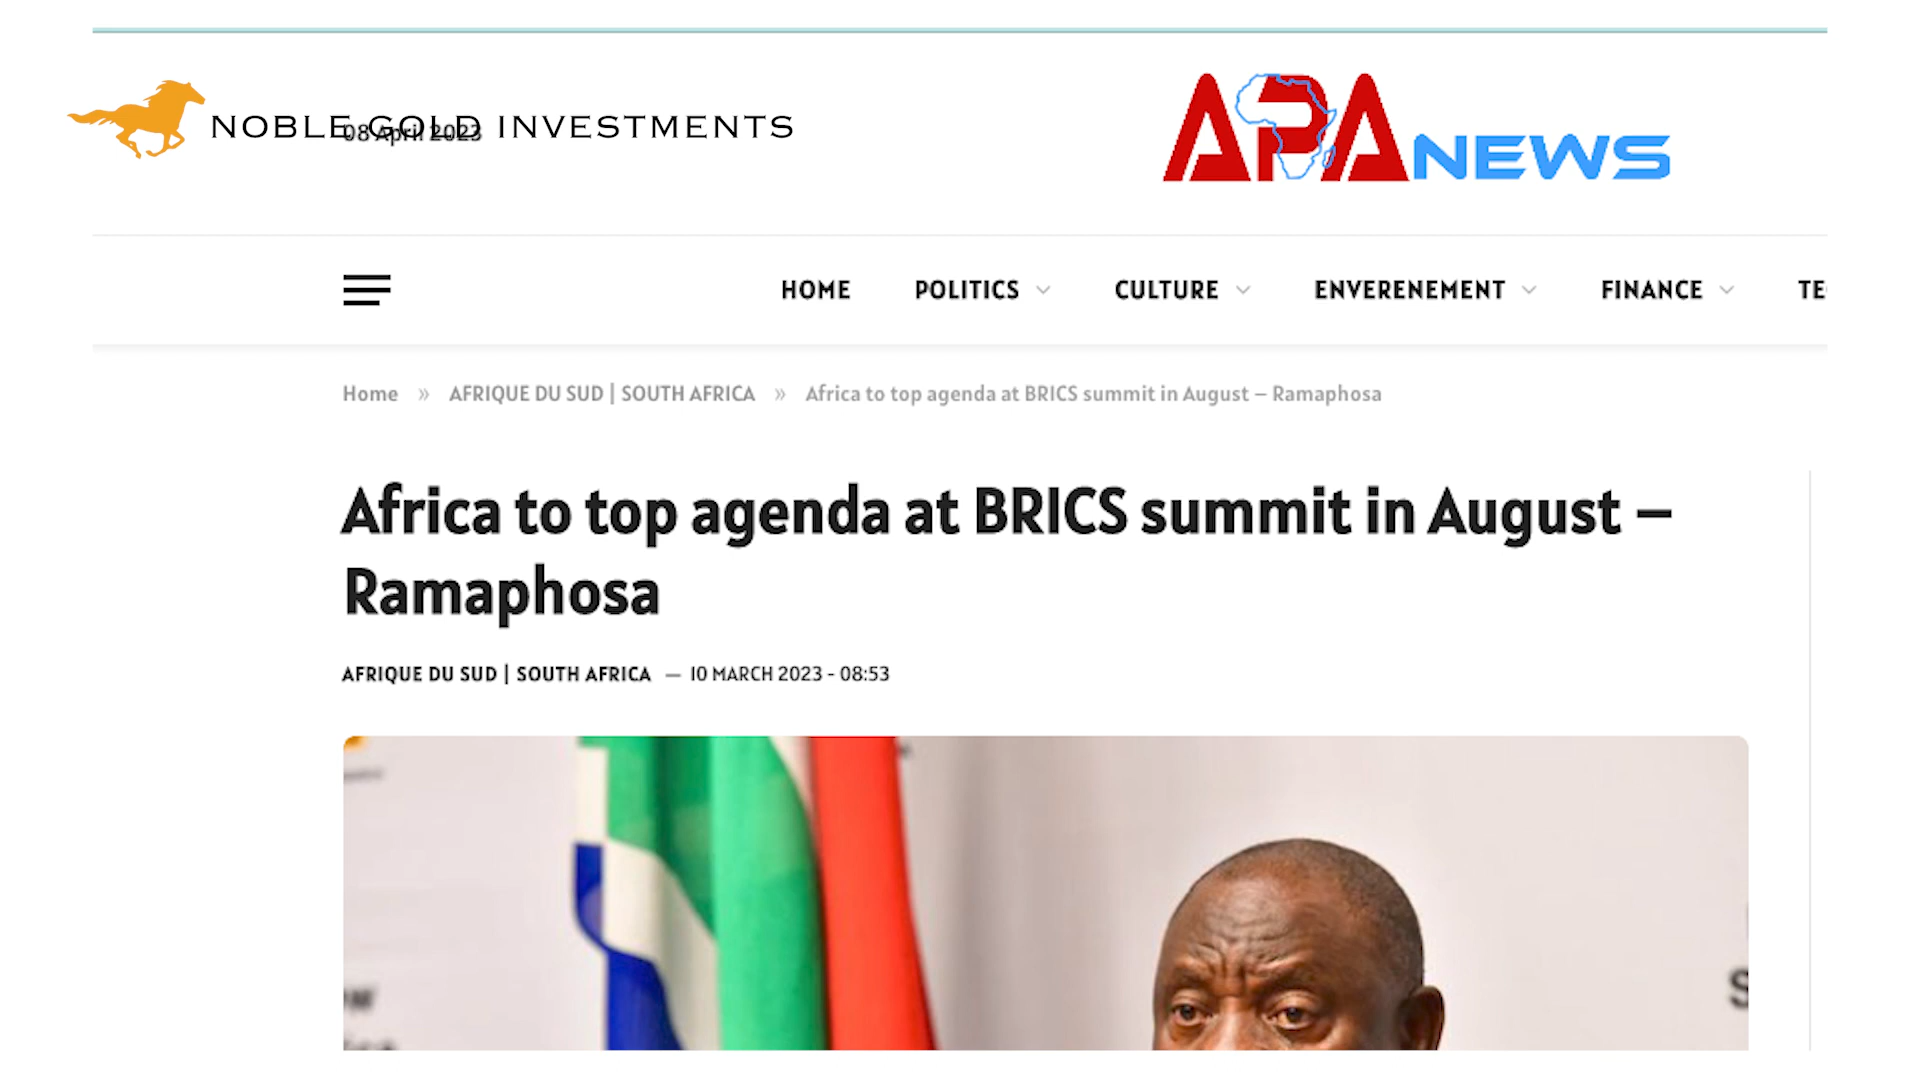 NOBLE GOLD INVESTMENTS
08 April 2023
APANEWS
HOME POLITICS CULTURE ENVERENEMENT FINANCE
Home » AFRIQUE DU SUD | SOUTH AFRICA » Africa to top agenda at BRICS summit in August – Ramaphosa
Africa to top agenda at BRICS summit in August –
Ramaphosa
AFRIQUE DU SUD | SOUTH AFRICA — 10 MARCH 2023 - 08:53